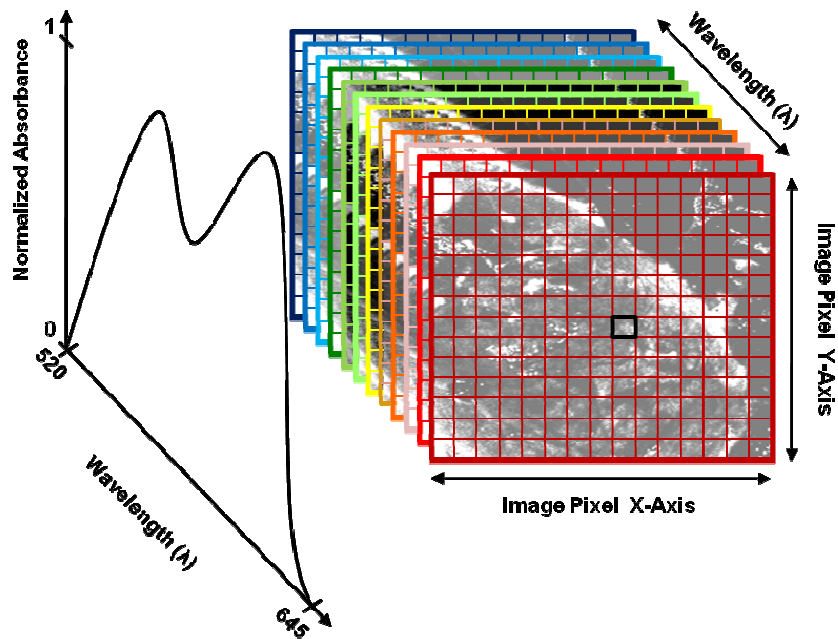 1
Normalized Absorbance
0
520
Wavelength (λ)
645
Wavelength (λ)
Image Pixel Y-Axis
Image Pixel X-Axis